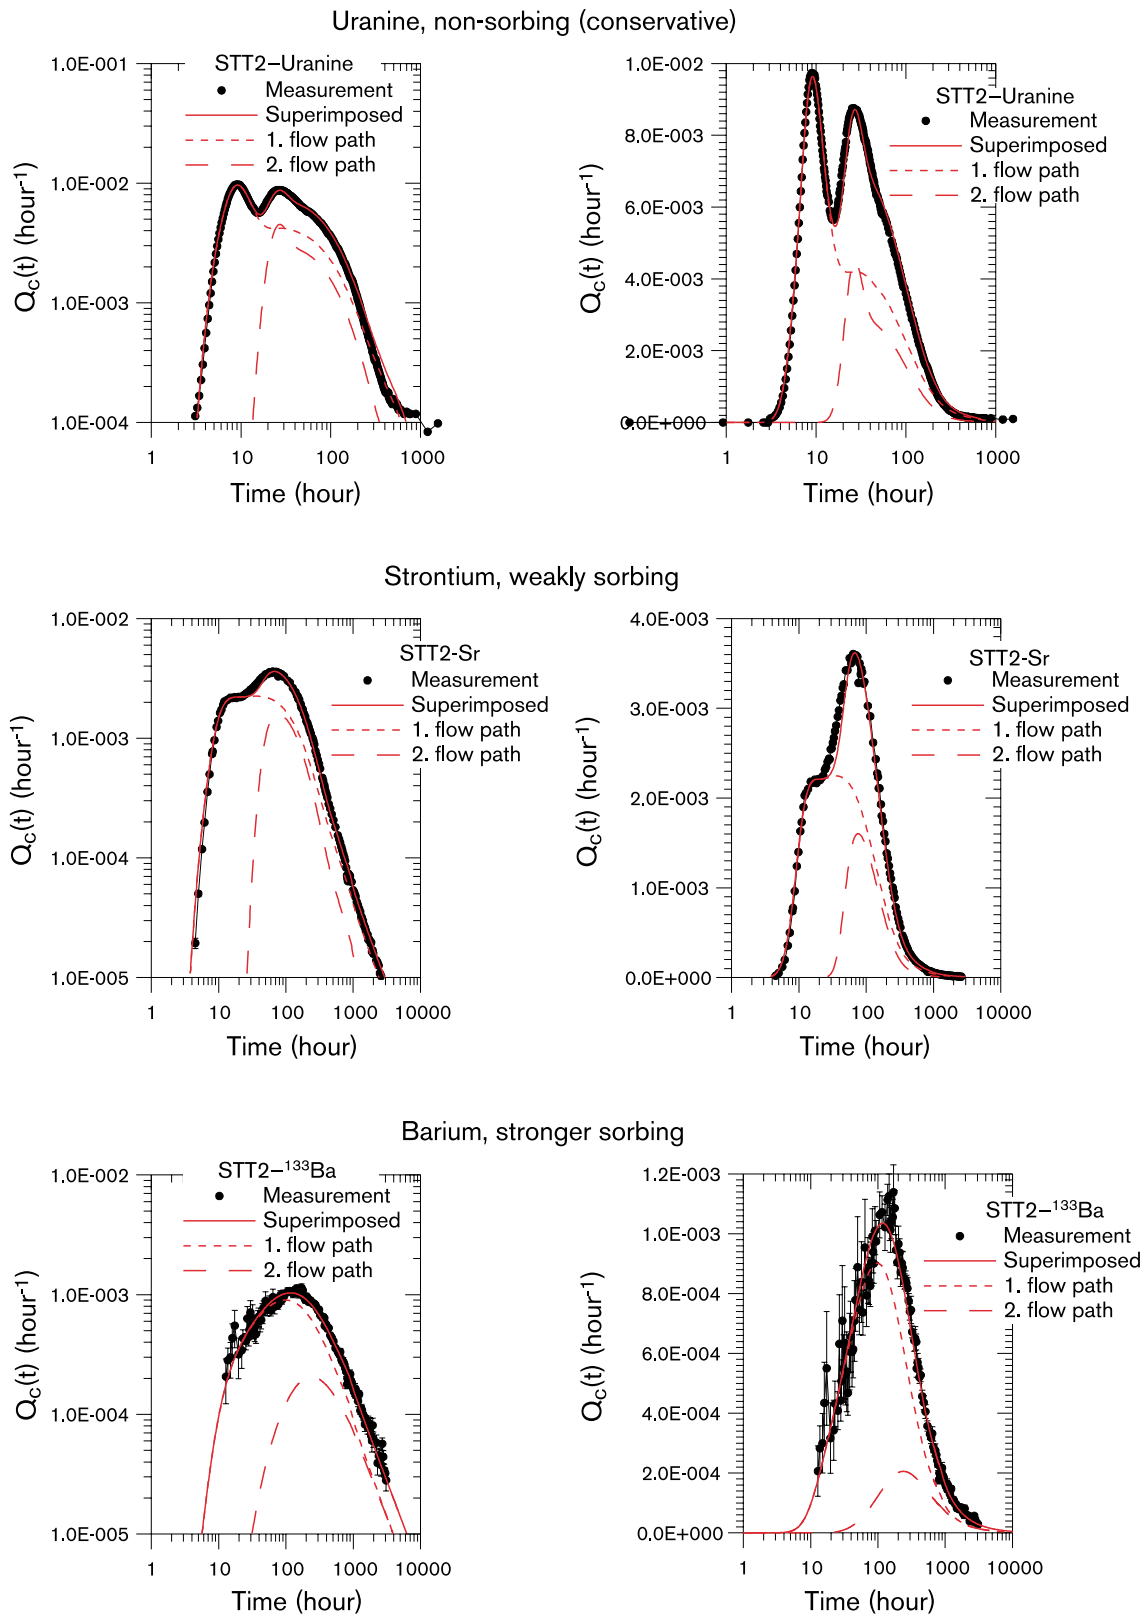 Uranine, non-sorbing (conservative)
STT2–Uranine
Measurement
Superimposed
1. flow path
2. flow path
1.0E-001
1.0E-002
1.0E-003
1.0E-004
Q_c(t) (hour⁻¹)
1 10 100 1000
Time (hour)
STT2–Uranine
Measurement
Superimposed
1. flow path
2. flow path
1.0E-002
8.0E-003
6.0E-003
4.0E-003
2.0E-003
0.0E+000
Q_c(t) (hour⁻¹)
1 10 100 1000
Time (hour)
Strontium, weakly sorbing
STT2-Sr
Measurement
Superimposed
1. flow path
2. flow path
1.0E-002
1.0E-003
1.0E-004
1.0E-005
Q_c(t) (hour⁻¹)
1 10 100 1000 10000
Time (hour)
STT2-Sr
Measurement
Superimposed
1. flow path
2. flow path
4.0E-003
3.0E-003
2.0E-003
1.0E-003
0.0E+000
Q_c(t) (hour⁻¹)
1 10 100 1000 10000
Time (hour)
Barium, stronger sorbing
STT2–¹³³Ba
Measurement
Superimposed
1. flow path
2. flow path
1.0E-002
1.0E-003
1.0E-004
1.0E-005
Q_c(t) (hour⁻¹)
1 10 100 1000 10000
Time (hour)
STT2–¹³³Ba
Measurement
Superimposed
1. flow path
2. flow path
1.2E-003
1.0E-003
8.0E-004
6.0E-004
4.0E-004
2.0E-004
0.0E+000
Q_c(t) (hour⁻¹)
1 10 100 1000 10000
Time (hour)